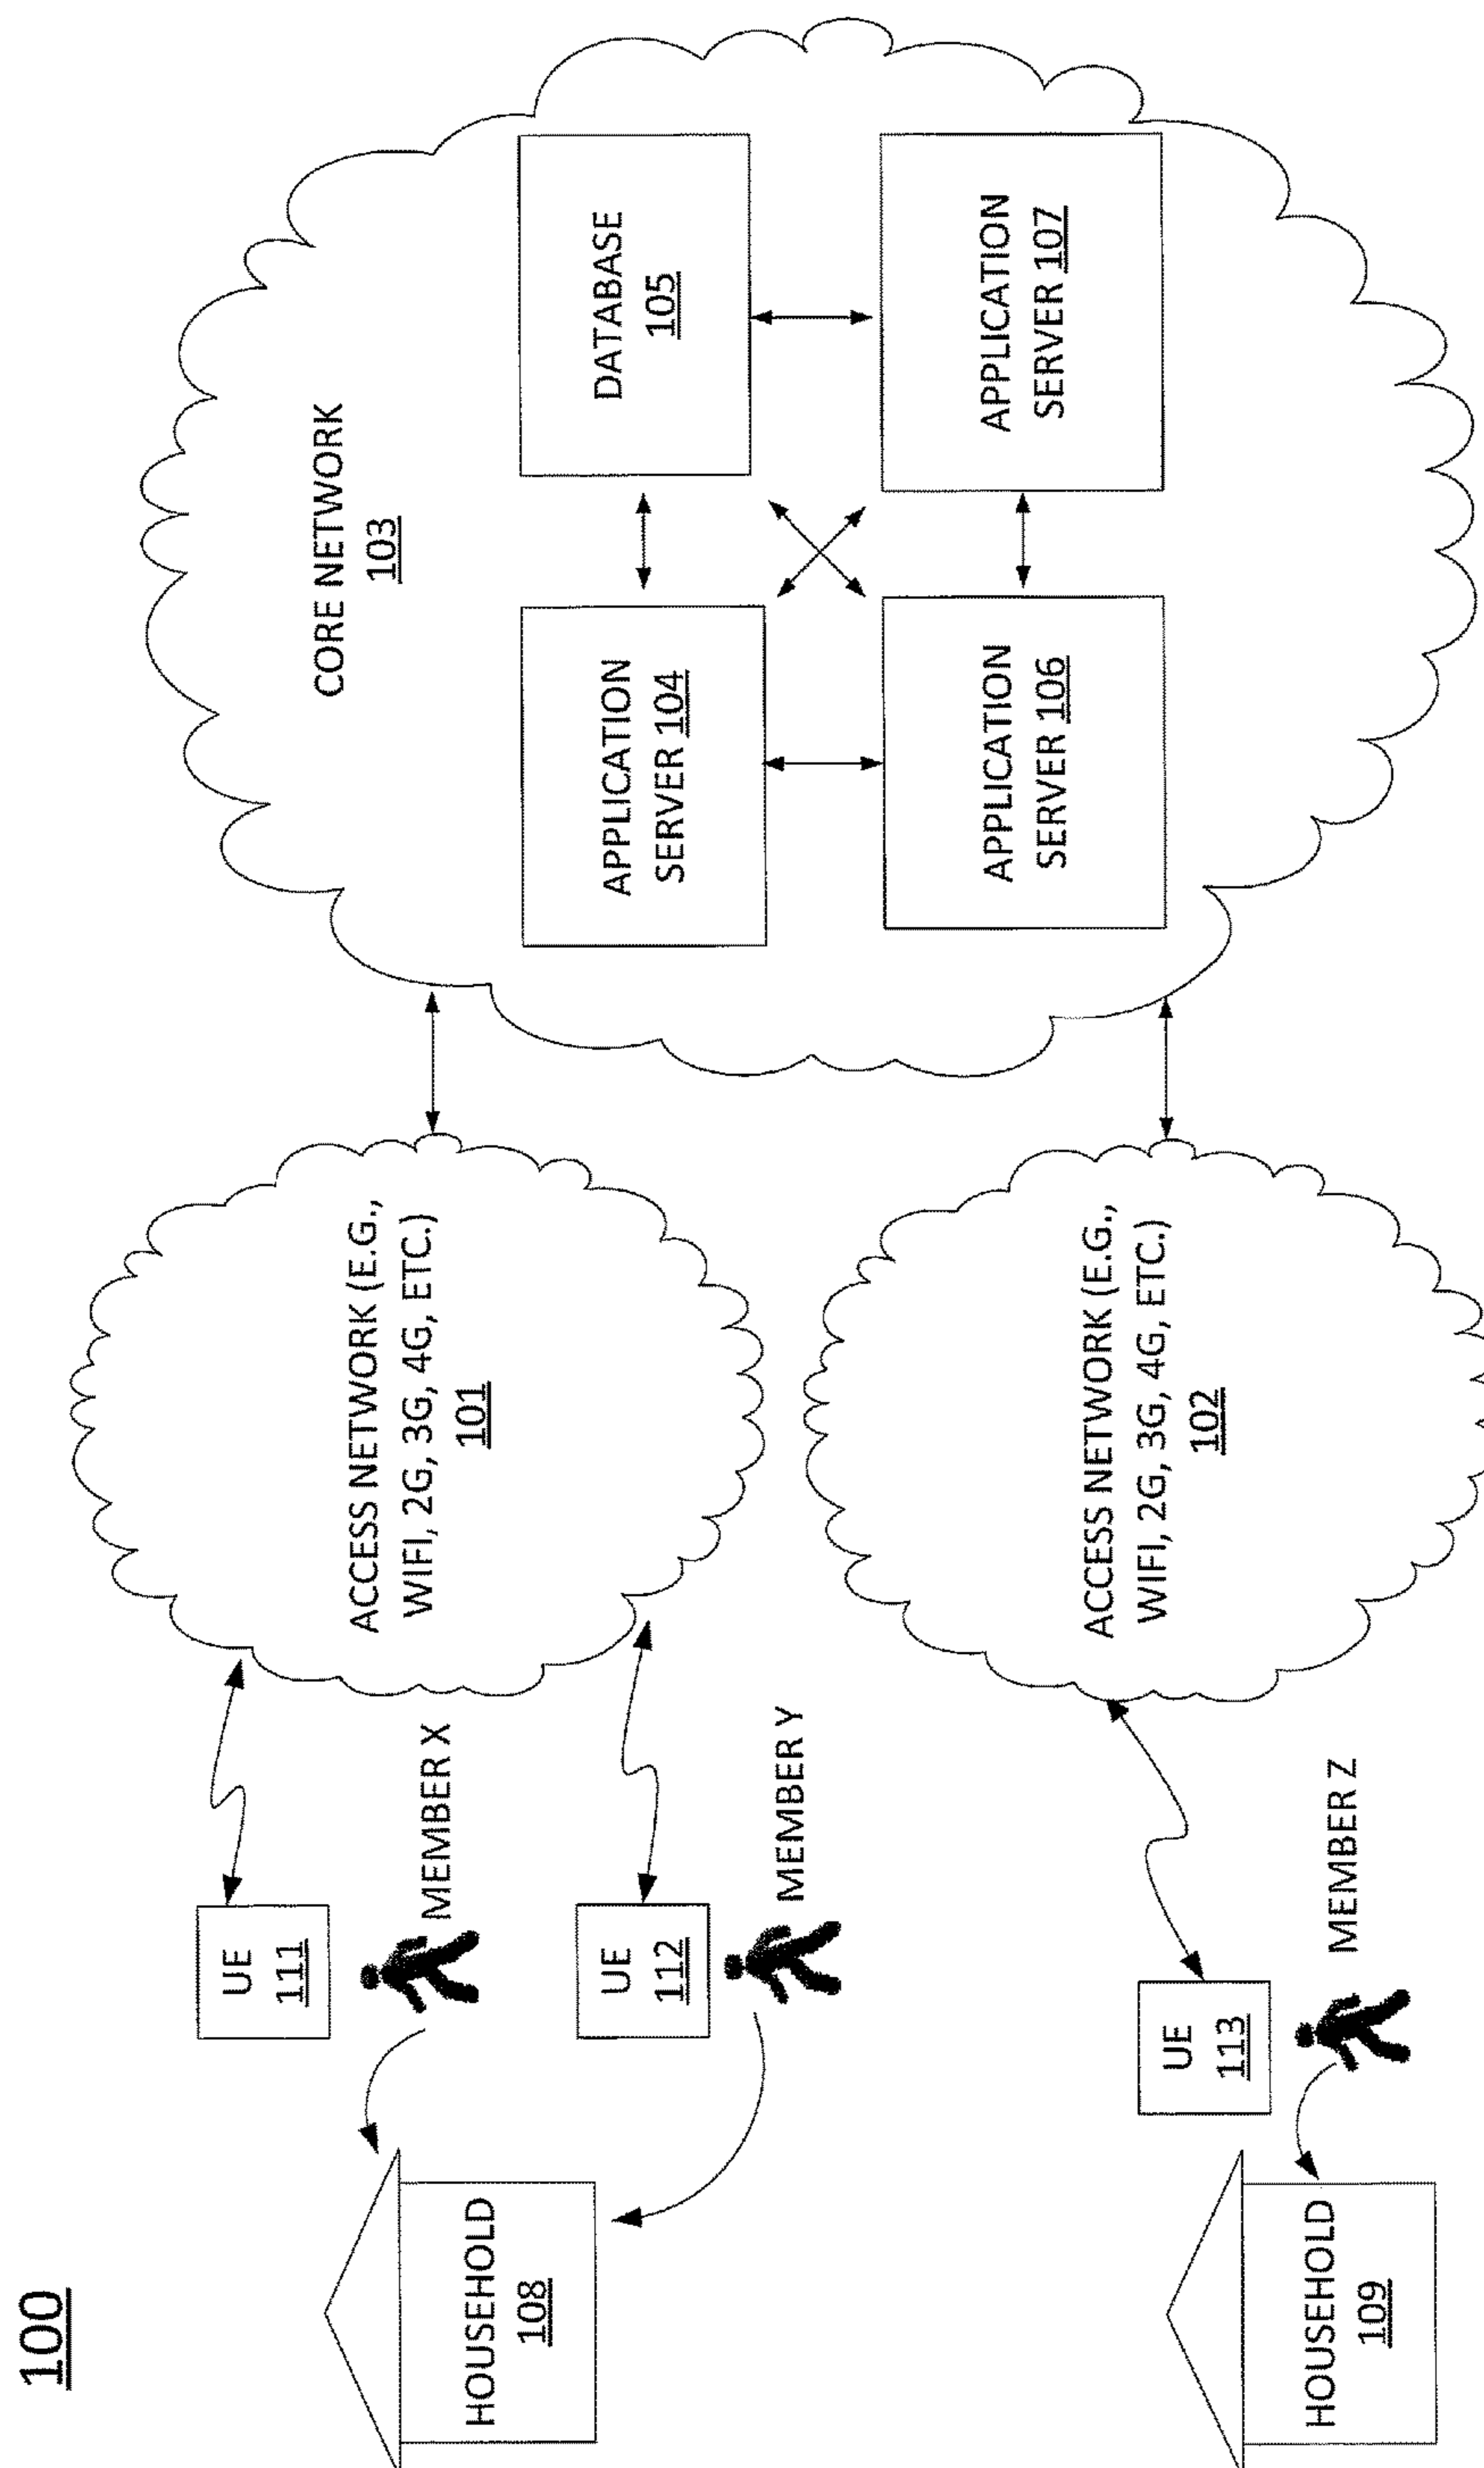 100
HOUSEHOLD
108
UE
111
MEMBER X
UE
112
MEMBER Y
ACCESS NETWORK (E.G.,
WIFI, 2G, 3G, 4G, ETC.)
101
CORE NETWORK
103
APPLICATION
SERVER 104
DATABASE
105
APPLICATION
SERVER 106
APPLICATION
SERVER 107
HOUSEHOLD
109
UE
113
MEMBER Z
ACCESS NETWORK (E.G.,
WIFI, 2G, 3G, 4G, ETC.)
102